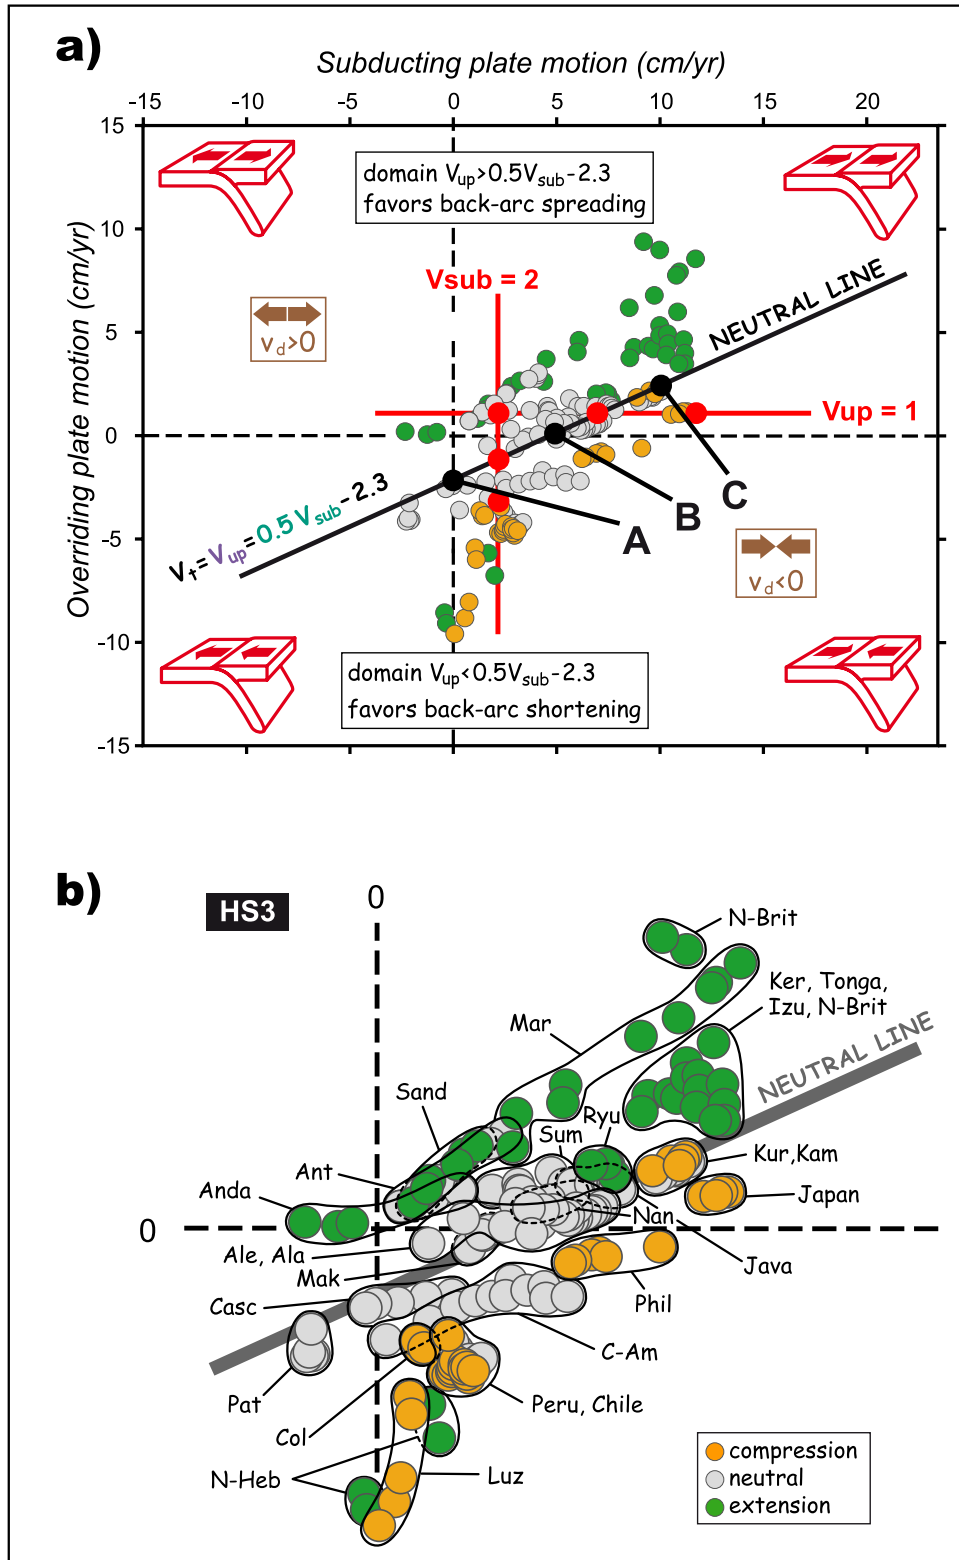 a)
Subducting plate motion (cm/yr)
-15 -10 -5 0 5 10 15 20
Overriding plate motion (cm/yr)
15
10
5
0
-5
-10
-15
domain Vup>0.5Vsub-2.3
favors back-arc spreading
Vsub = 2
NEUTRAL LINE
vd>0
Vup = 1
A
B
C
Vt=Vup=0.5Vsub-2.3
vd<0
domain Vup<0.5Vsub-2.3
favors back-arc shortening
b)
HS3
0
N-Brit
Ker, Tonga,
Izu, N-Brit
Mar
NEUTRAL LINE
Sand
Ryu
Sum
Ant
Kur,Kam
Anda
Japan
0
Nan
Ale, Ala
Java
Mak
Casc
Phil
C-Am
Pat
Peru, Chile
Col
N-Heb
Luz
compression
neutral
extension